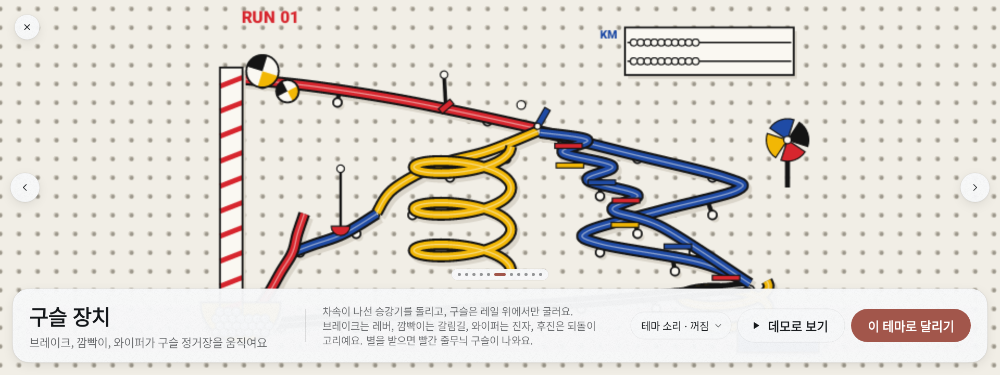 RUN 01
KM
구슬 장치
브레이크, 깜빡이, 와이퍼가 구슬 정거장을 움직여요
차속이 나선 승강기를 돌리고, 구슬은 레일 위에서만 굴러요.
브레이크는 레버, 깜빡이는 갈림길, 와이퍼는 진자, 후진은 되돌이
고리예요. 별을 받으면 빨간 줄무늬 구슬이 나와요.
테마 소리 · 꺼짐
데모로 보기
이 테마로 달리기